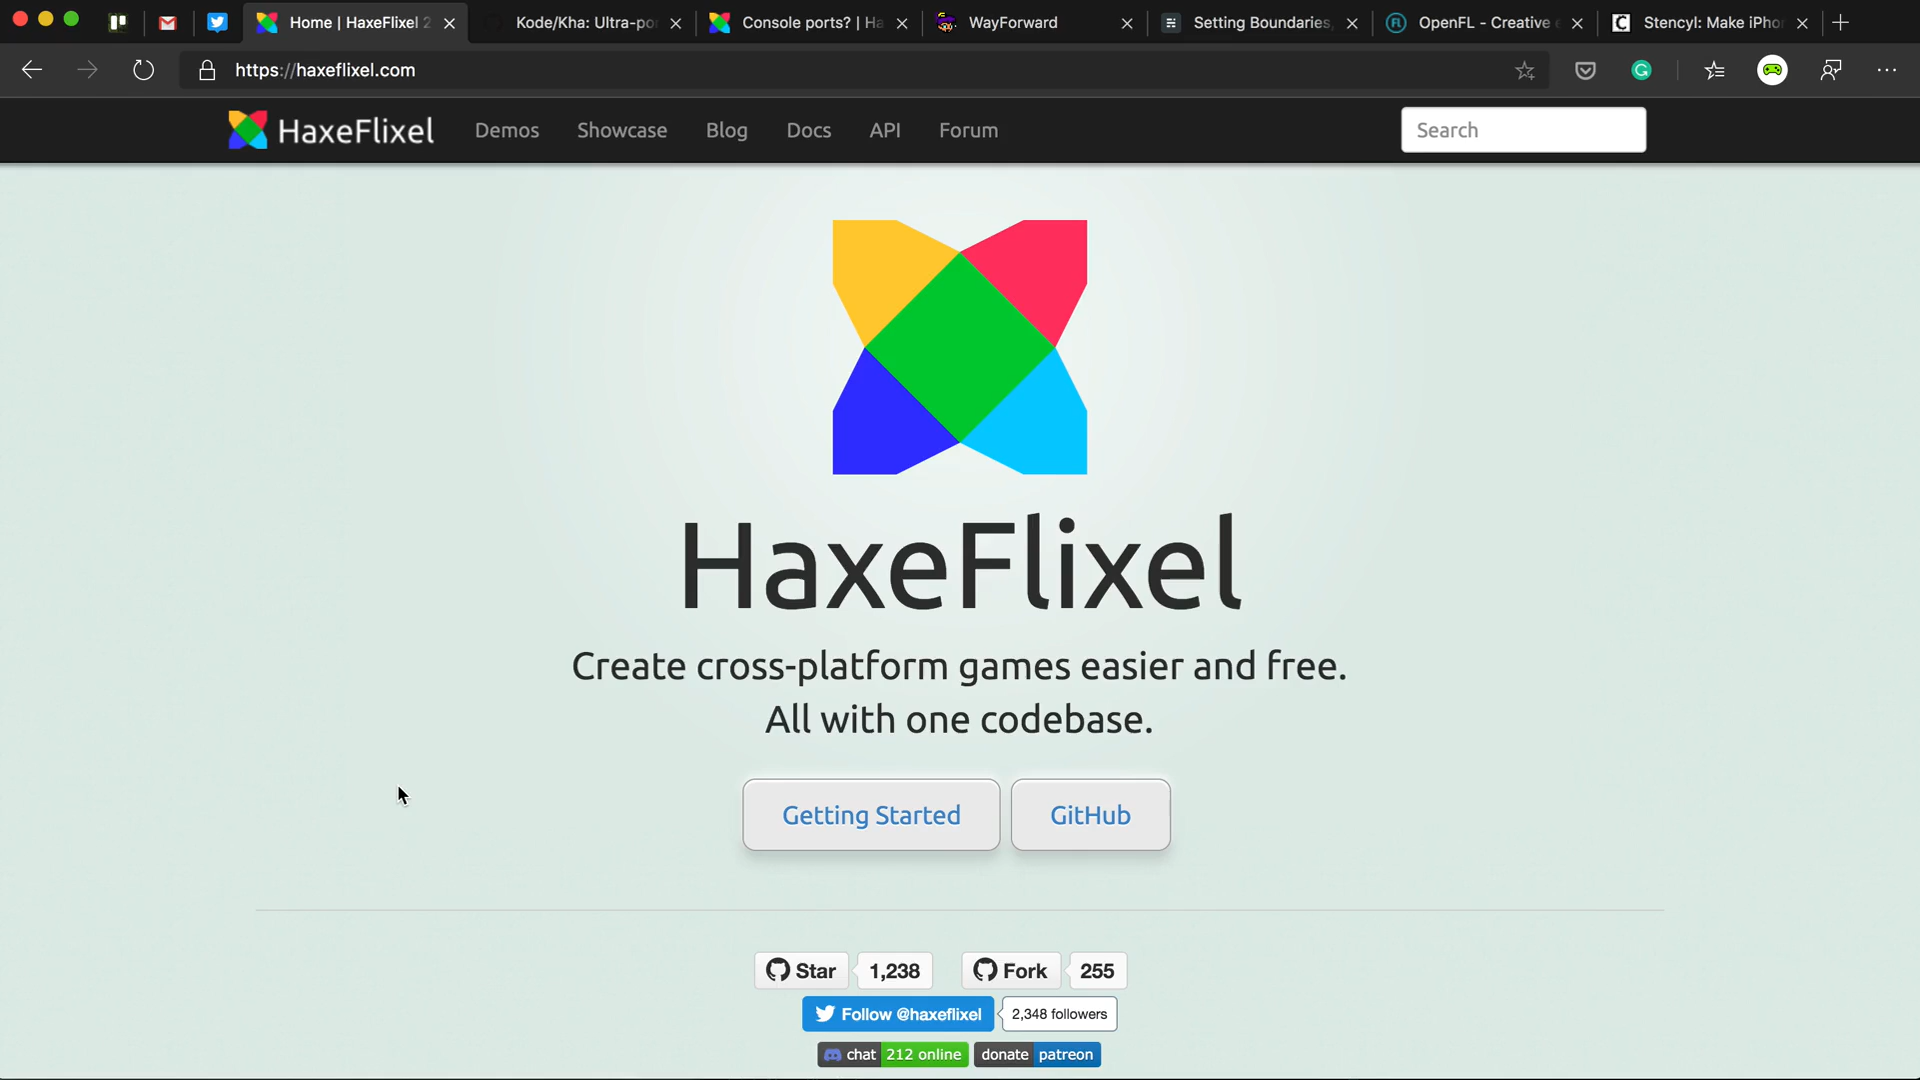 Home | HaxeFlixel 2
Kode/Kha: Ultra-po
Console ports? | Ha
WayForward
Setting Boundaries,
OpenFL - Creative e
Stencyl: Make iPho
https://haxeflixel.com
HaxeFlixel
Demos
Showcase
Blog
Docs
API
Forum
Search
HaxeFlixel
Create cross-platform games easier and free.
All with one codebase.
Getting Started
GitHub
Star
1,238
Fork
255
Follow @haxeflixel
2,348 followers
chat
212 online
donate
patreon